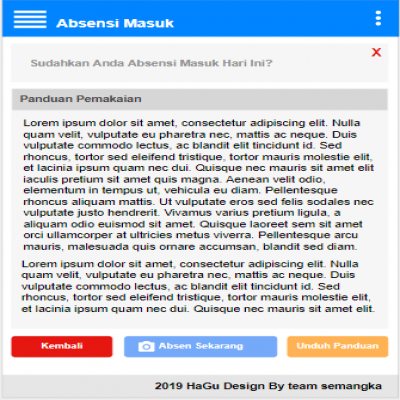 Absensi Masuk
X
Sudahkan Anda Absensi Masuk Hari Ini?
Panduan Pemakaian
Lorem ipsum dolor sit amet, consectetur adipiscing elit. Nulla
quam velit, vulputate eu pharetra nec, mattis ac neque. Duis
vulputate commodo lectus, ac blandit elit tincidunt id. Sed
rhoncus, tortor sed eleifend tristique, tortor mauris molestie elit,
et lacinia ipsum quam nec dui. Quisque nec mauris sit amet elit
iaculis pretium sit amet quis magna. Aenean velit odio,
elementum in tempus ut, vehicula eu diam. Pellentesque
rhoncus aliquam mattis. Ut vulputate eros sed felis sodales nec
vulputate justo hendrerit. Vivamus varius pretium ligula, a
aliquam odio euismod sit amet. Quisque laoreet sem sit amet
orci ullamcorper at ultricies metus viverra. Pellentesque arcu
mauris, malesuada quis ornare accumsan, blandit sed diam.
Lorem ipsum dolor sit amet, consectetur adipiscing elit. Nulla
quam velit, vulputate eu pharetra nec, mattis ac neque. Duis
vulputate commodo lectus, ac blandit elit tincidunt id. Sed
rhoncus, tortor sed eleifend tristique, tortor mauris molestie elit,
et lacinia ipsum quam nec dui. Quisque nec mauris sit amet elit.
Kembali
Absen Sekarang
Unduh Panduan
2019 HaGu Design By team semangka